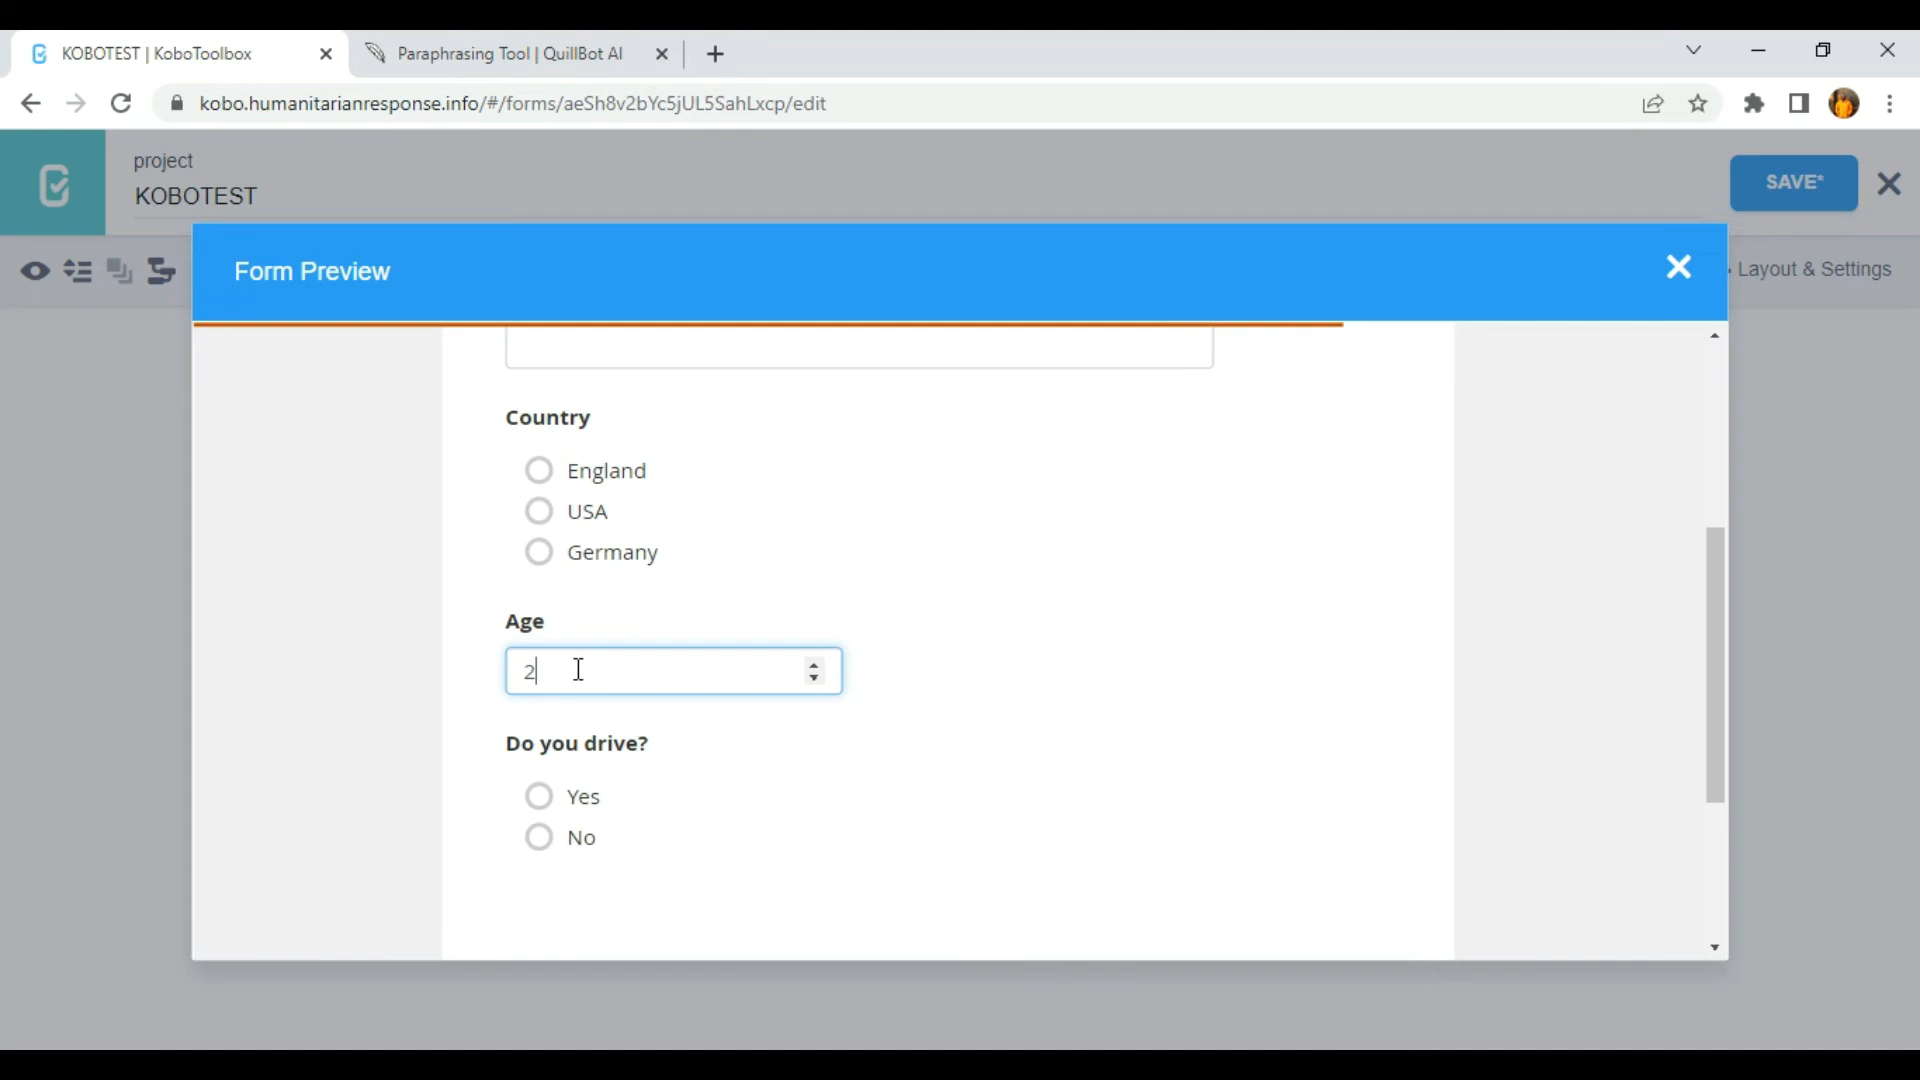 KOBOTEST | KoboToolbox
Paraphrasing Tool | QuillBot AI
kobo.humanitarianresponse.info/#/forms/aeSh8v2bYc5jUL5SahLxcp/edit
project
KOBOTEST
SAVE*
Form Preview
Layout & Settings
Country
England
USA
Germany
Age
2
Do you drive?
Yes
No